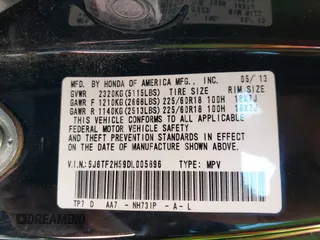 MFD. BY HONDA OF AMERICA MFG., INC. 05/13
GVWR 2320KG(5115LBS) TIRE SIZE RIM SIZE
GAWR F 1210KG(2668LBS) 225/60R18 100H 18X7J
GAWR R 1140KG(2513LBS) 225/60R18 100H 18X7J
THIS VEHICLE CONFORMS TO ALL APPLICABLE
FEDERAL MOTOR VEHICLE SAFETY AND
THEFT PREVENTION STANDARDS IN EFFECT ON THE
DATE OF MANUFACTURE SHOWN ABOVE.
V.I.N:5J6TF2H59DL005896 TYPE: MPV
TP7 D AA7 - NH731P - A - L
DREAMBID